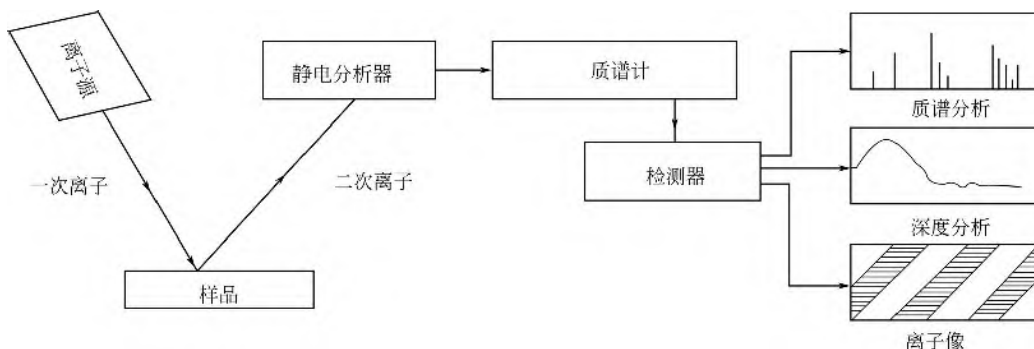 离子源
一次离子
样品
二次离子
静电分析器
质谱计
检测器
质谱分析
深度分析
离子像